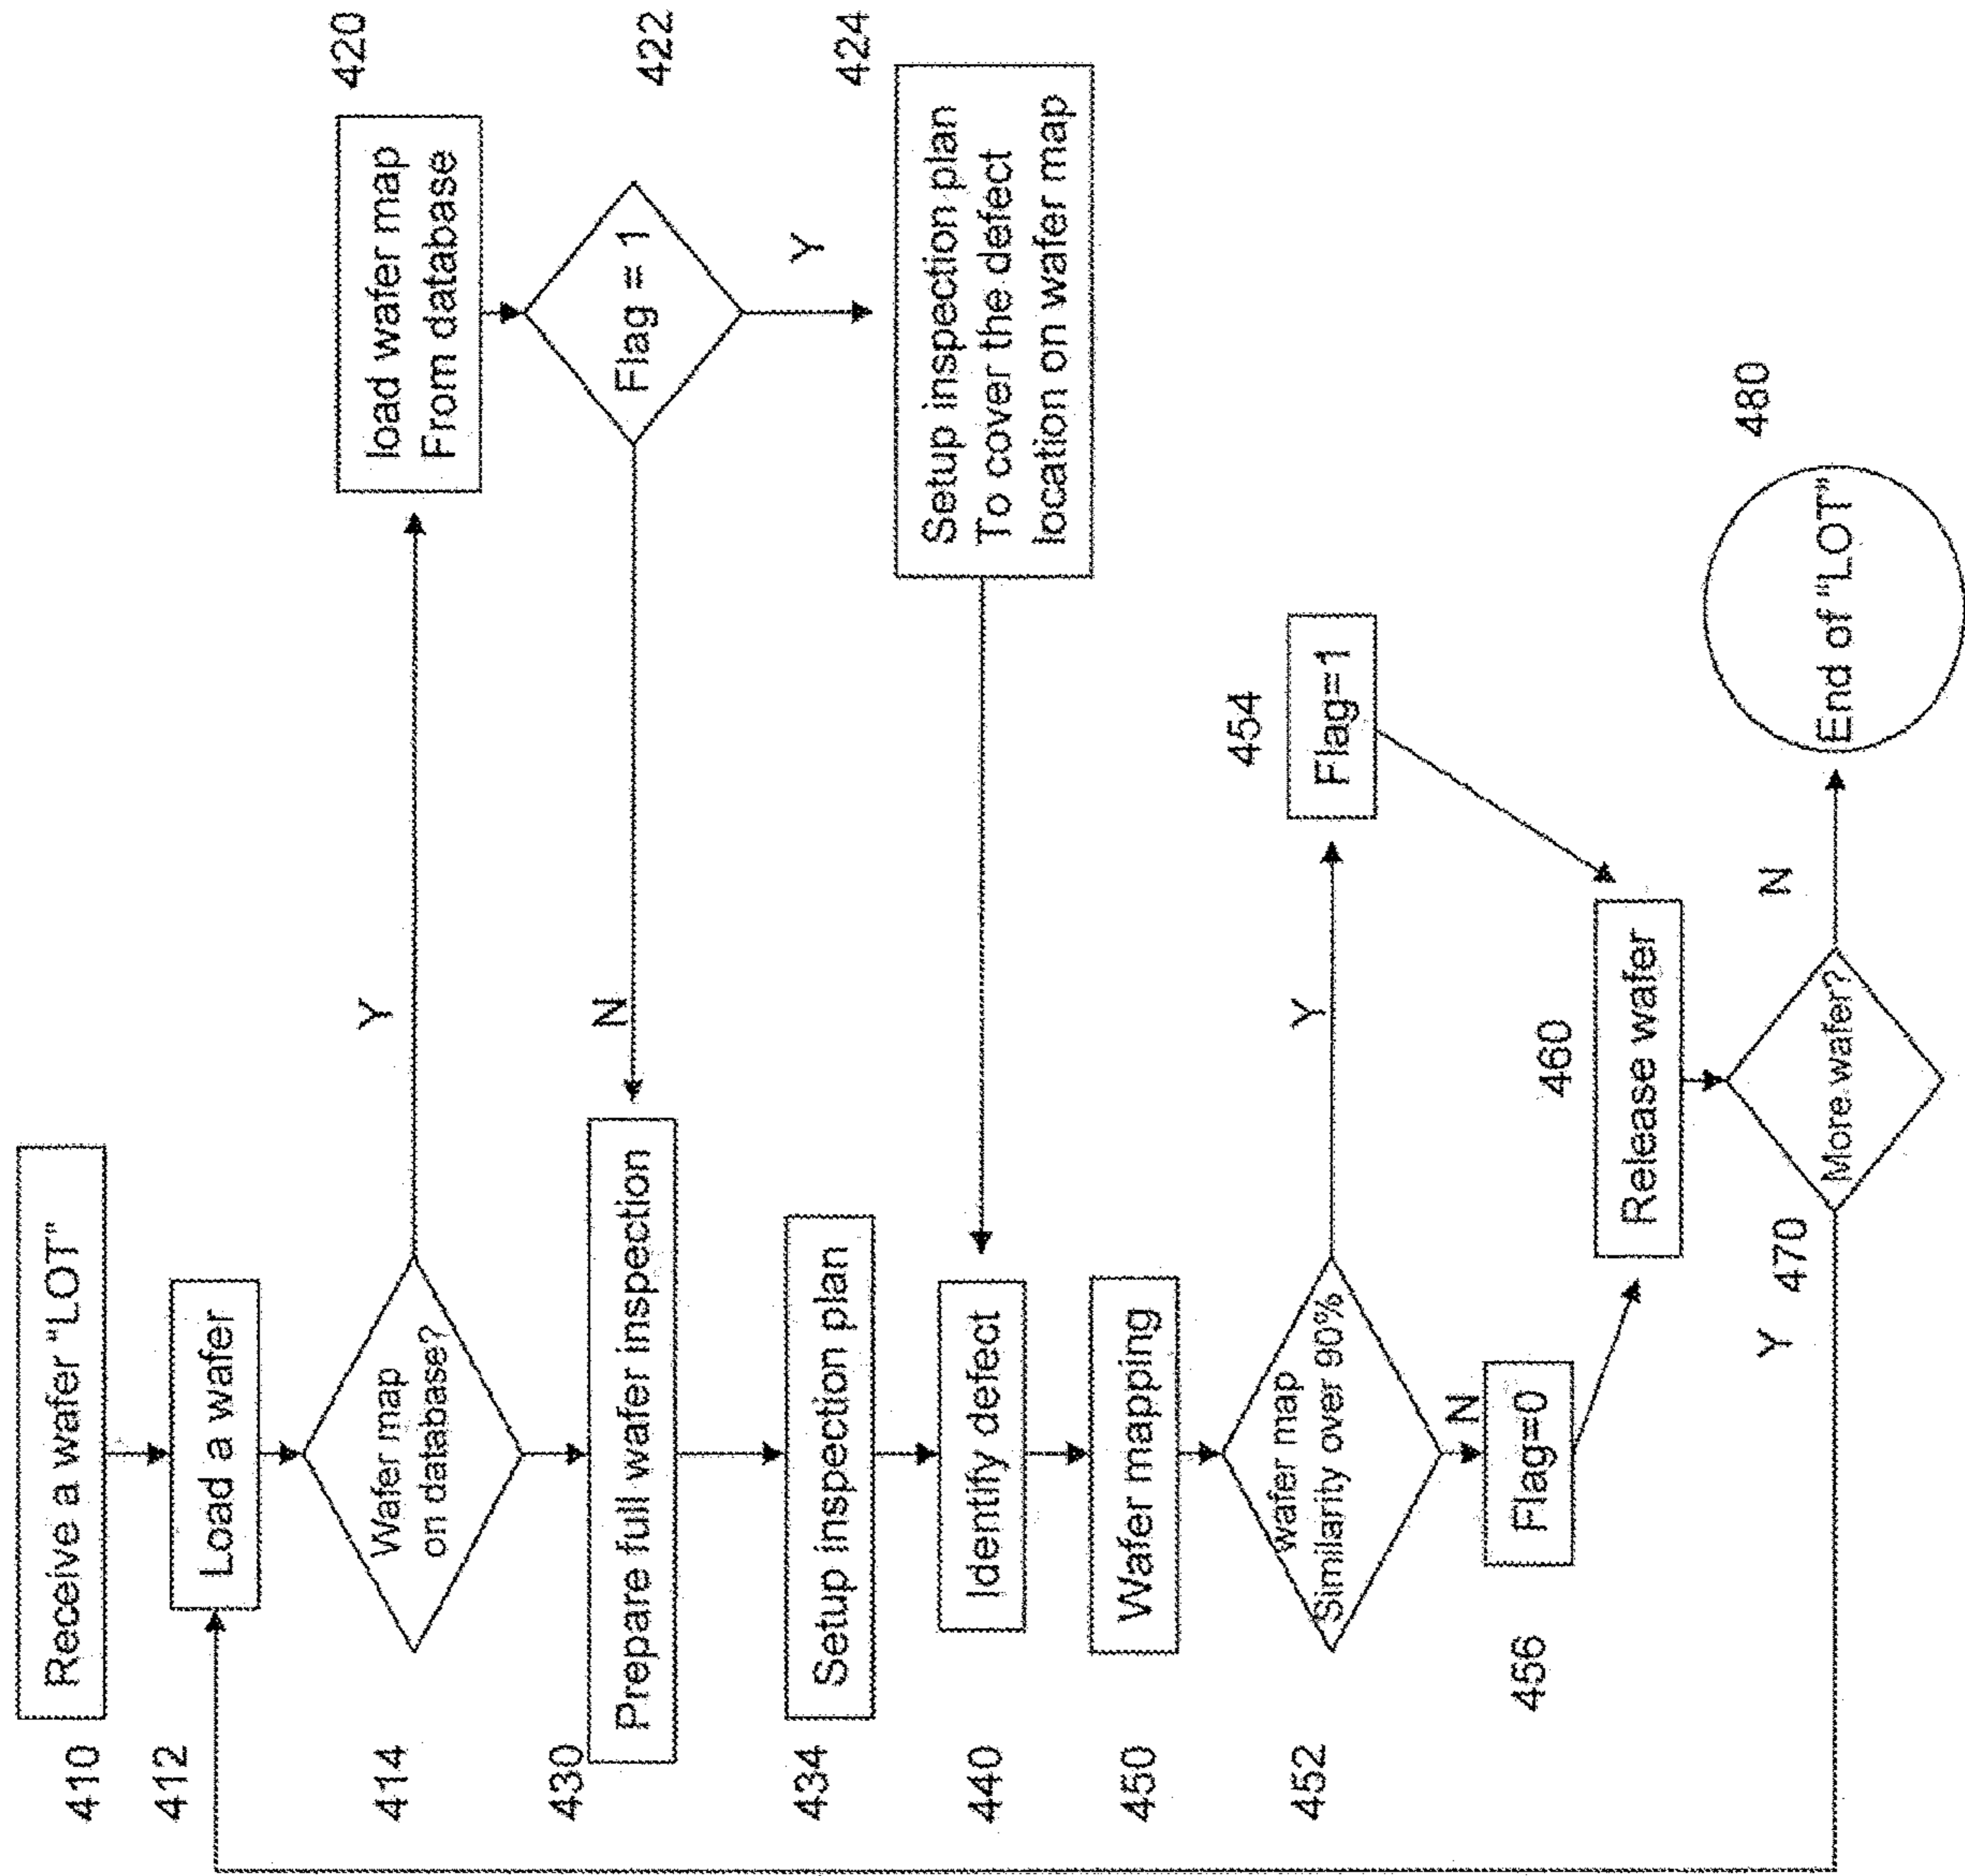 410
Receive a wafer "LOT"
412
Load a wafer
414
Wafer map
on database?
Y
420
load wafer map
From database
422
Flag = 1
N
Y
424
Setup inspection plan
To cover the defect
location on wafer map
430
Prepare full wafer inspection
434
Setup inspection plan
440
Identify defect
450
Wafer mapping
452
wafer map
Similarity over 90%
Y
454
Flag=1
N
456
Flag=0
460
Release wafer
470
More wafer?
Y
N
480
End of "LOT"